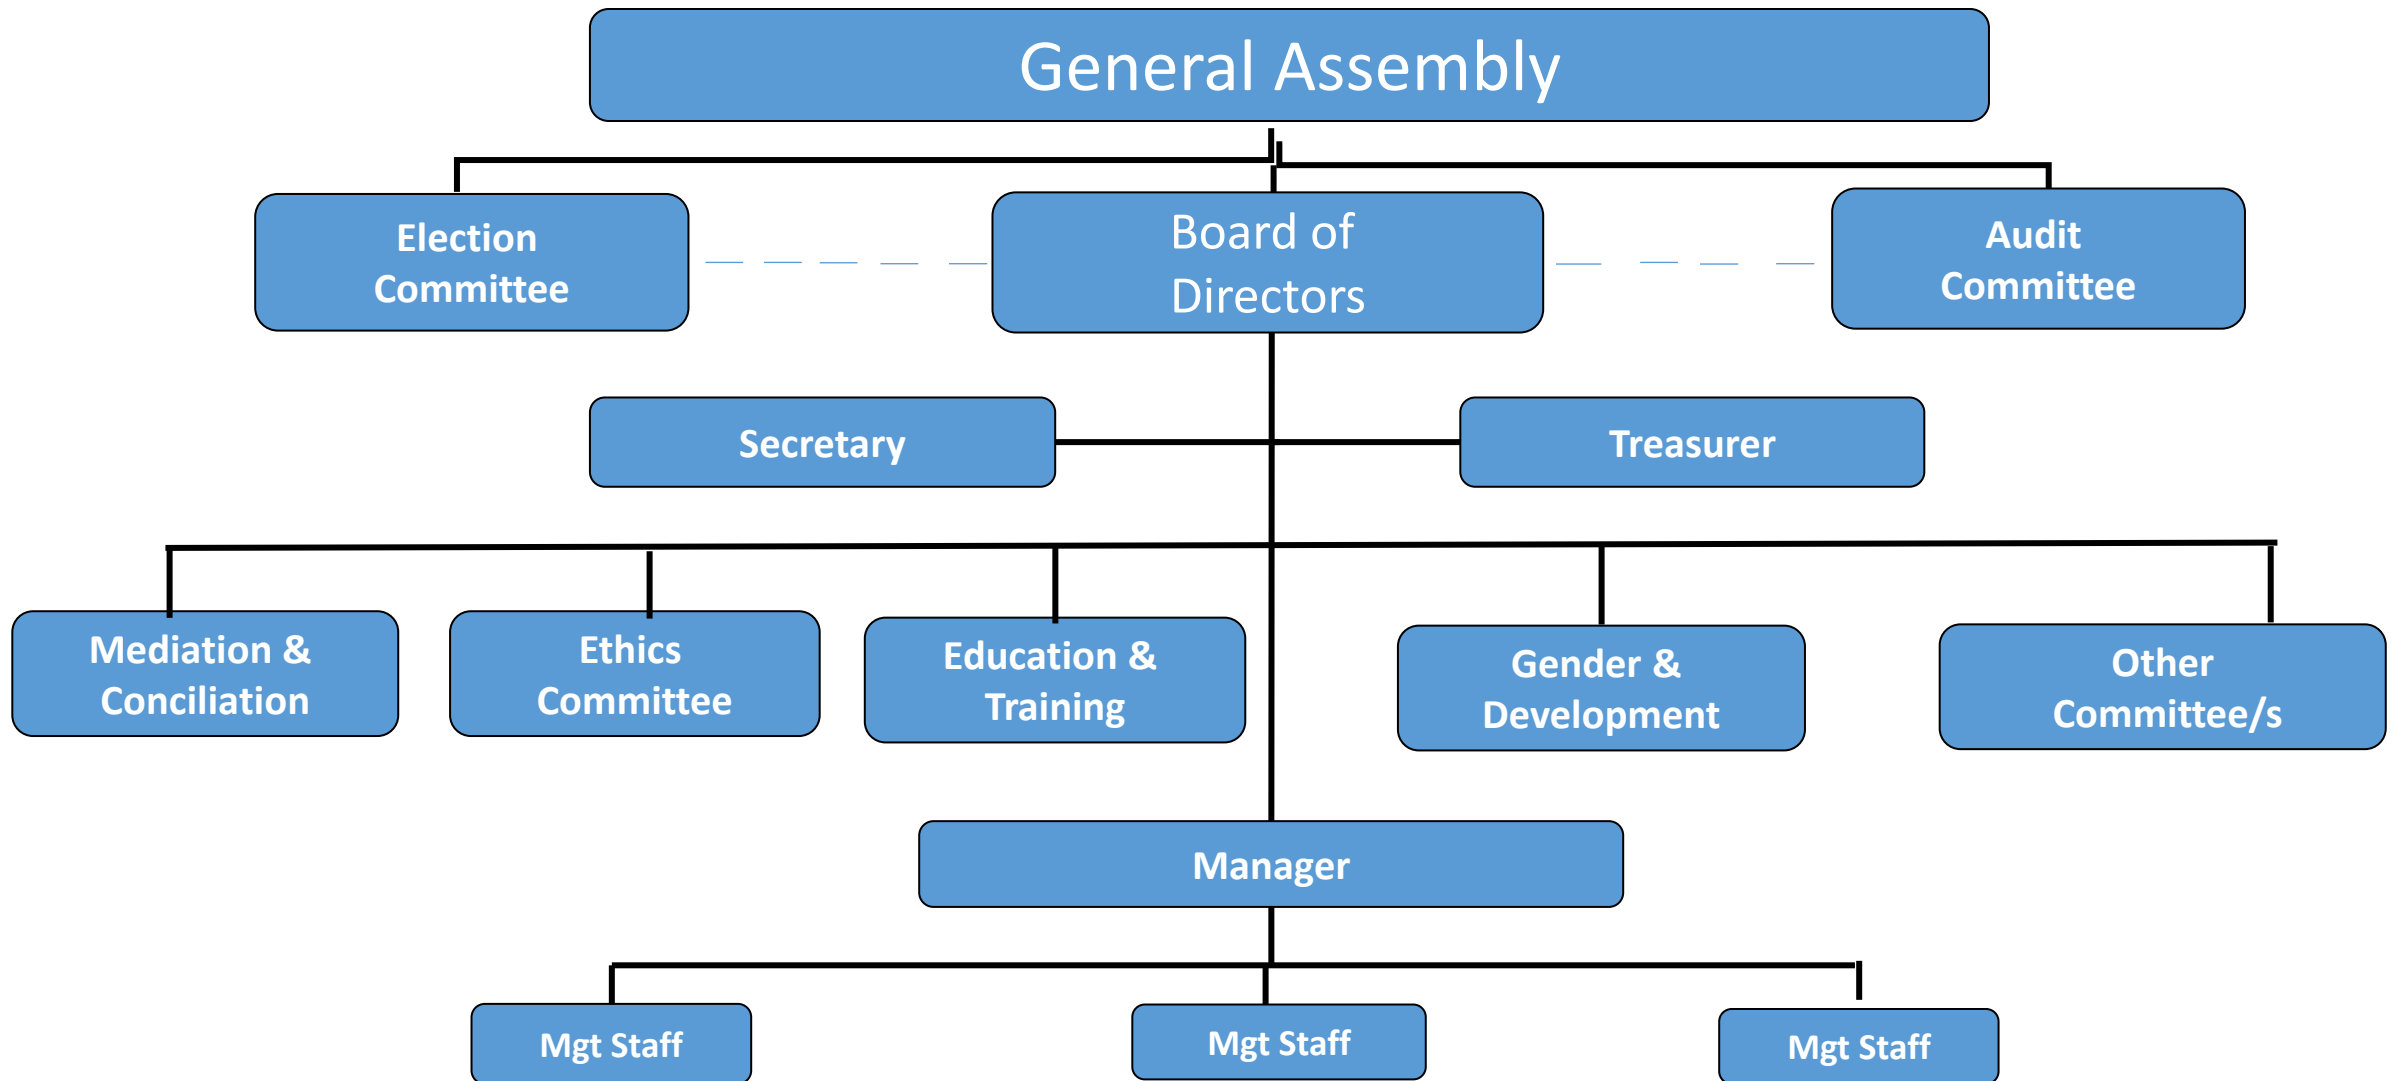 General Assembly
Election
Committee
Board of
Directors
Audit
Committee
Secretary
Treasurer
Mediation &
Conciliation
Ethics
Committee
Education &
Training
Gender &
Development
Other
Committee/s
Manager
Mgt Staff
Mgt Staff
Mgt Staff